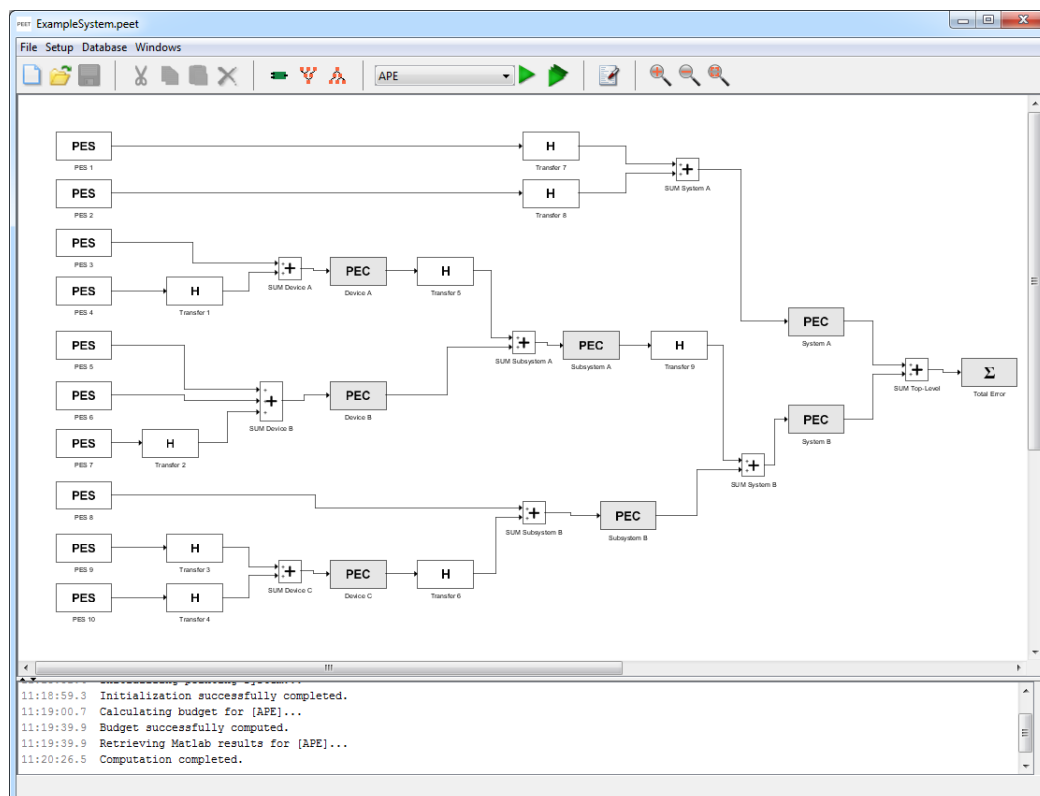 PEET ExampleSystem.peet
File Setup Database Windows
APE
PES
PES 1
H
Transfer 7
SUM System A
PES
PES 2
H
Transfer 8
PES
PES 3
SUM Device A
PEC
Device A
H
Transfer 5
PES
PES 4
H
Transfer 1
PEC
System A
PES
PES 5
SUM Subsystem A
PEC
Subsystem A
H
Transfer 9
SUM Top-Level
Σ
Total Error
PES
PES 6
SUM Device B
PEC
Device B
PEC
System B
PES
PES 7
H
Transfer 2
SUM System B
PES
PES 8
SUM Subsystem B
PEC
Subsystem B
PES
PES 9
H
Transfer 3
SUM Device C
PEC
Device C
H
Transfer 6
PES
PES 10
H
Transfer 4
11:18:59.3 Initialization successfully completed.
11:19:00.7 Calculating budget for [APE]...
11:19:39.9 Budget successfully computed.
11:19:39.9 Retrieving Matlab results for [APE]...
11:20:26.5 Computation completed.